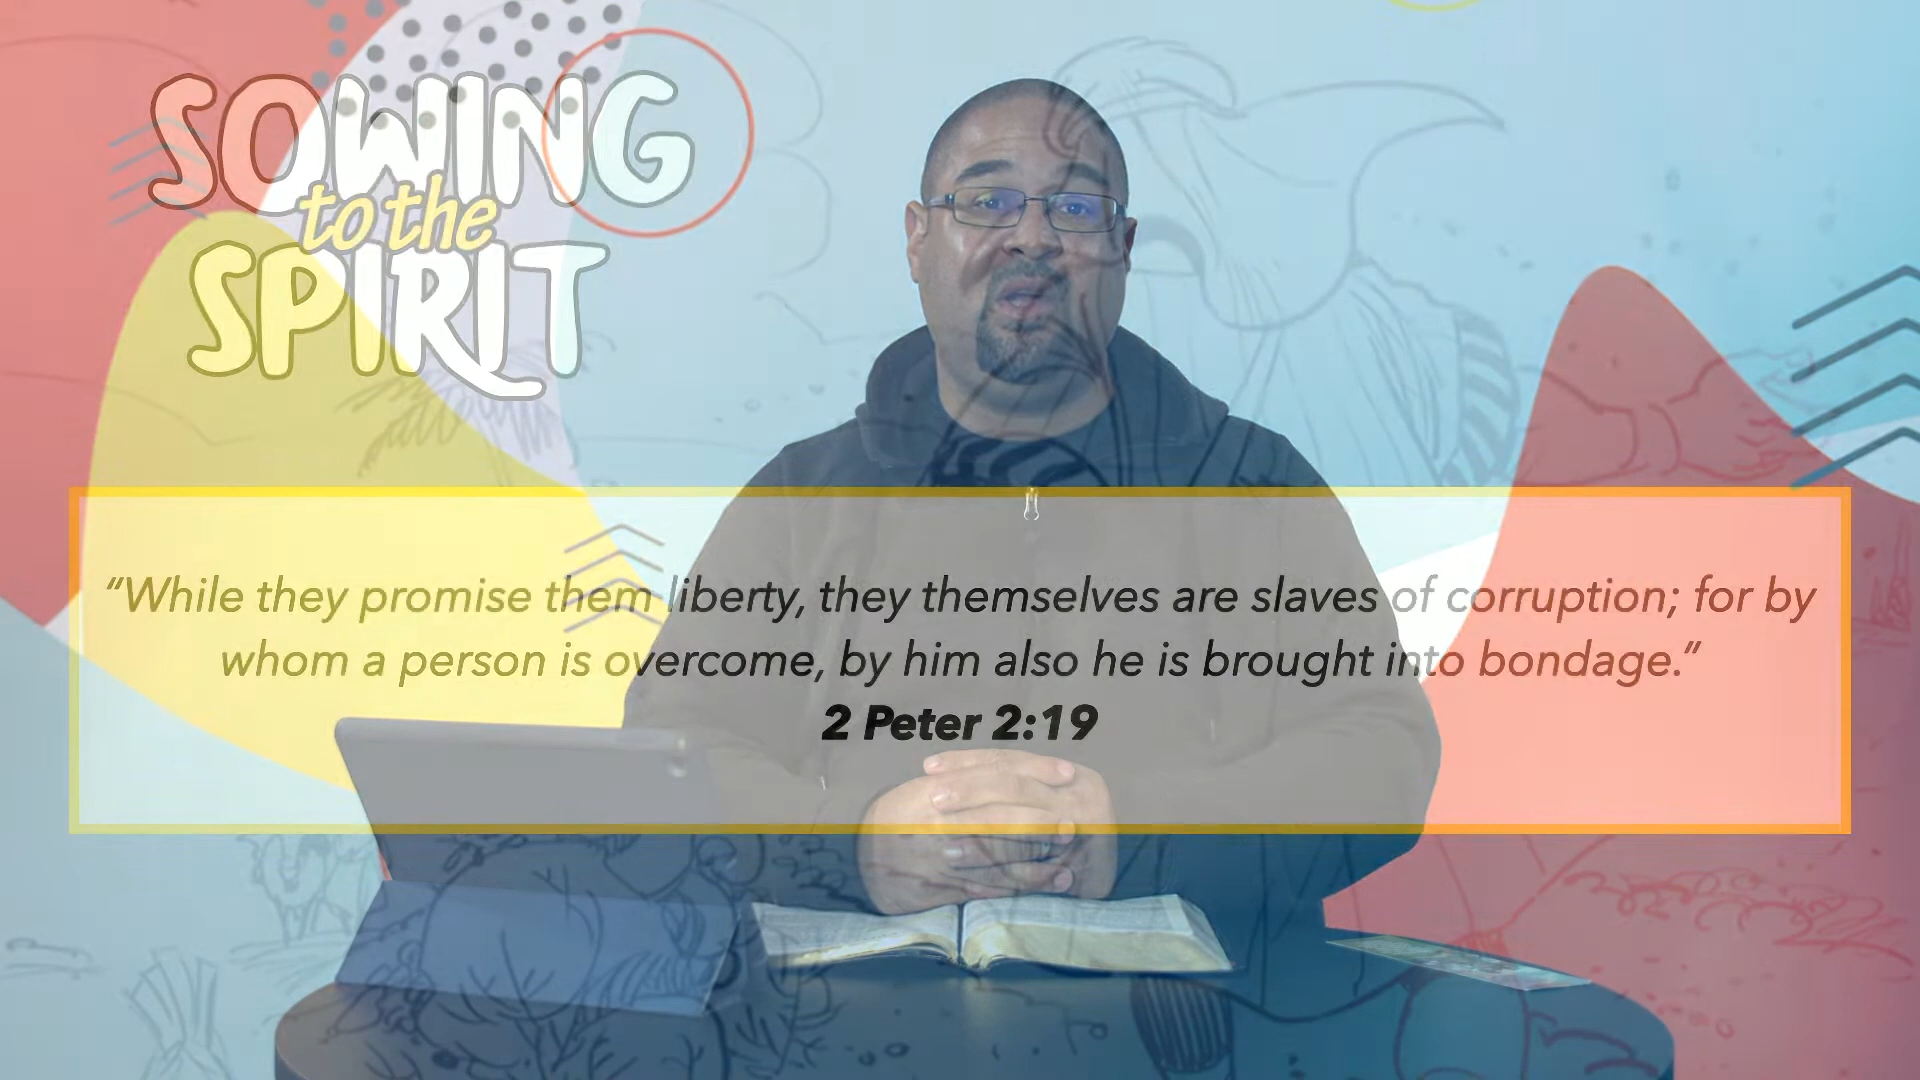 SOWING
to the
SPIRIT
“While they promise them liberty, they themselves are slaves of corruption; for by
whom a person is overcome, by him also he is brought into bondage.”
2 Peter 2:19